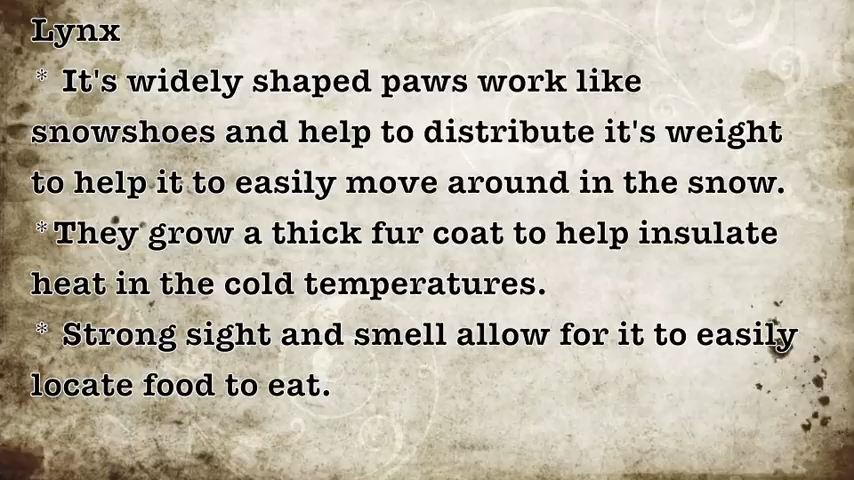 Lynx
* It's widely shaped paws work like
snowshoes and help to distribute it's weight
to help it to easily move around in the snow.
*They grow a thick fur coat to help insulate
heat in the cold temperatures.
* Strong sight and smell allow for it to easily
locate food to eat.